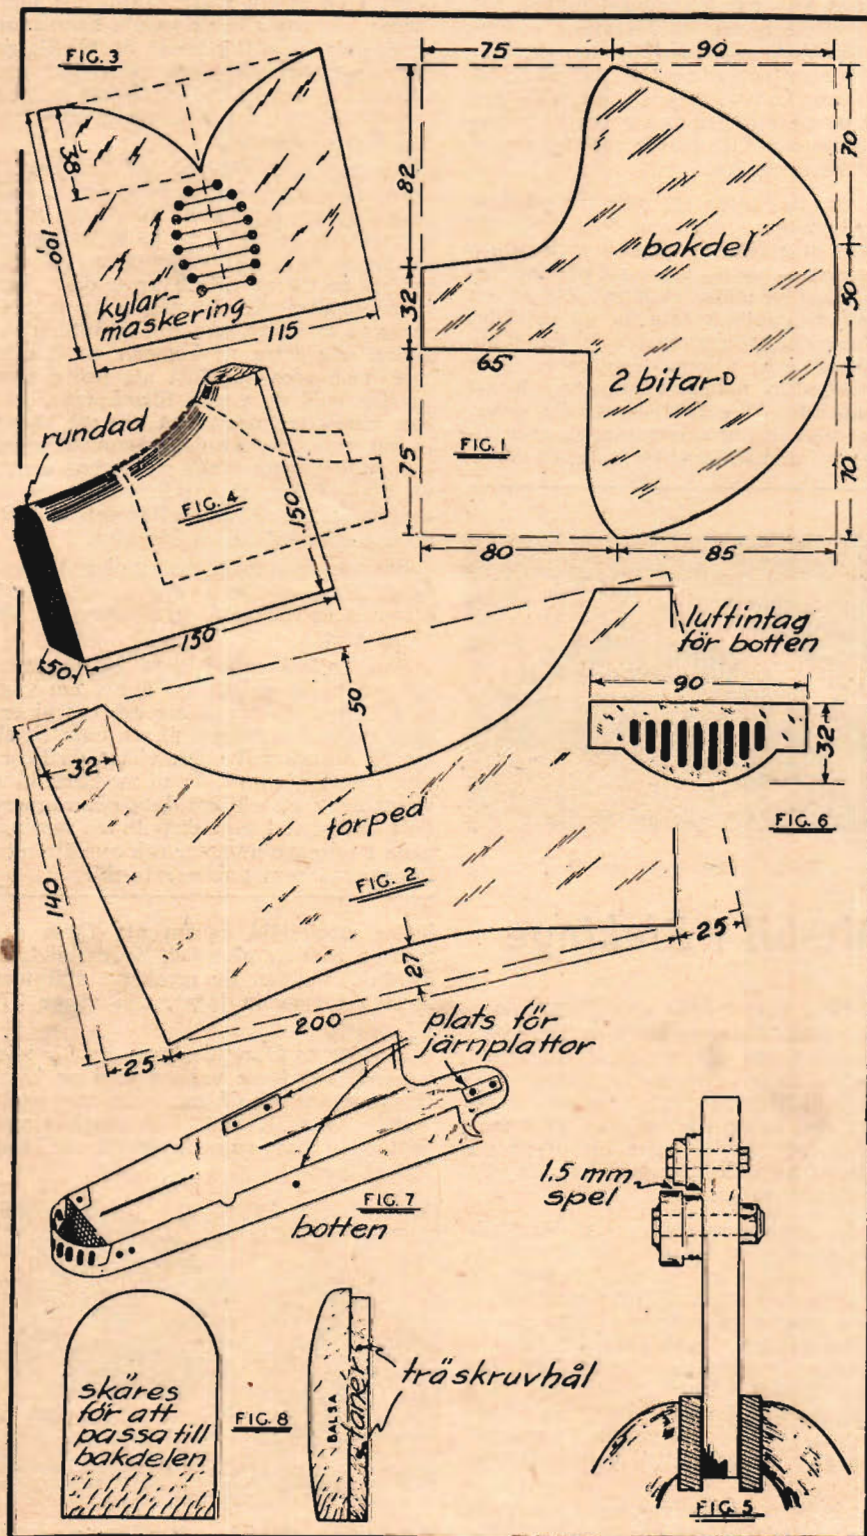 FIG. 3
38
100
kylar-
maskering
115
75
90
82
32
75
70
50
70
bakdel
65
2 bitar D
FIG. 1
80
85
rundad
FIG. 4
150
150
50
luftintag
för botten
90
32
FIG. 6
50
32
torped
FIG. 2
140
27
25
200
25
plats för
järnplattor
FIG. 7
botten
1.5 mm
spel
FIG. 5
skäres
för att
passa till
bakdelen
FIG. 8
BALSA
faner
träskruvhål